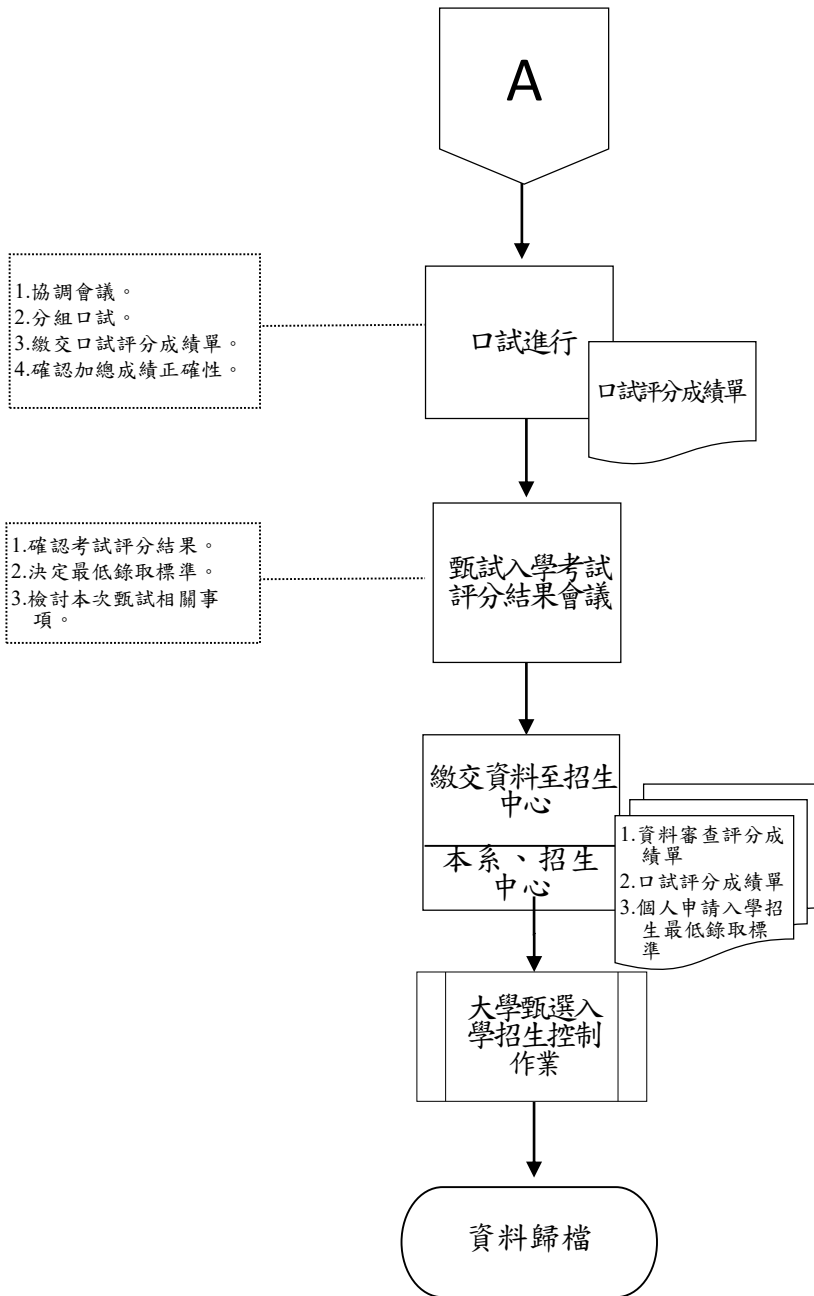 A
1.協調會議。
2.分組口試。
3.繳交口試評分成績單。
4.確認加總成績正確性。
口試進行
口試評分成績單
1.確認考試評分結果。
2.決定最低錄取標準。
3.檢討本次甄試相關事
項。
甄試入學考試
評分結果會議
繳交資料至招生
中心
本系、招生
中心
1.資料審查評分成
績單
2.口試評分成績單
3.個人申請入學招
生最低錄取標
準
大學甄選入
學招生控制
作業
資料歸檔